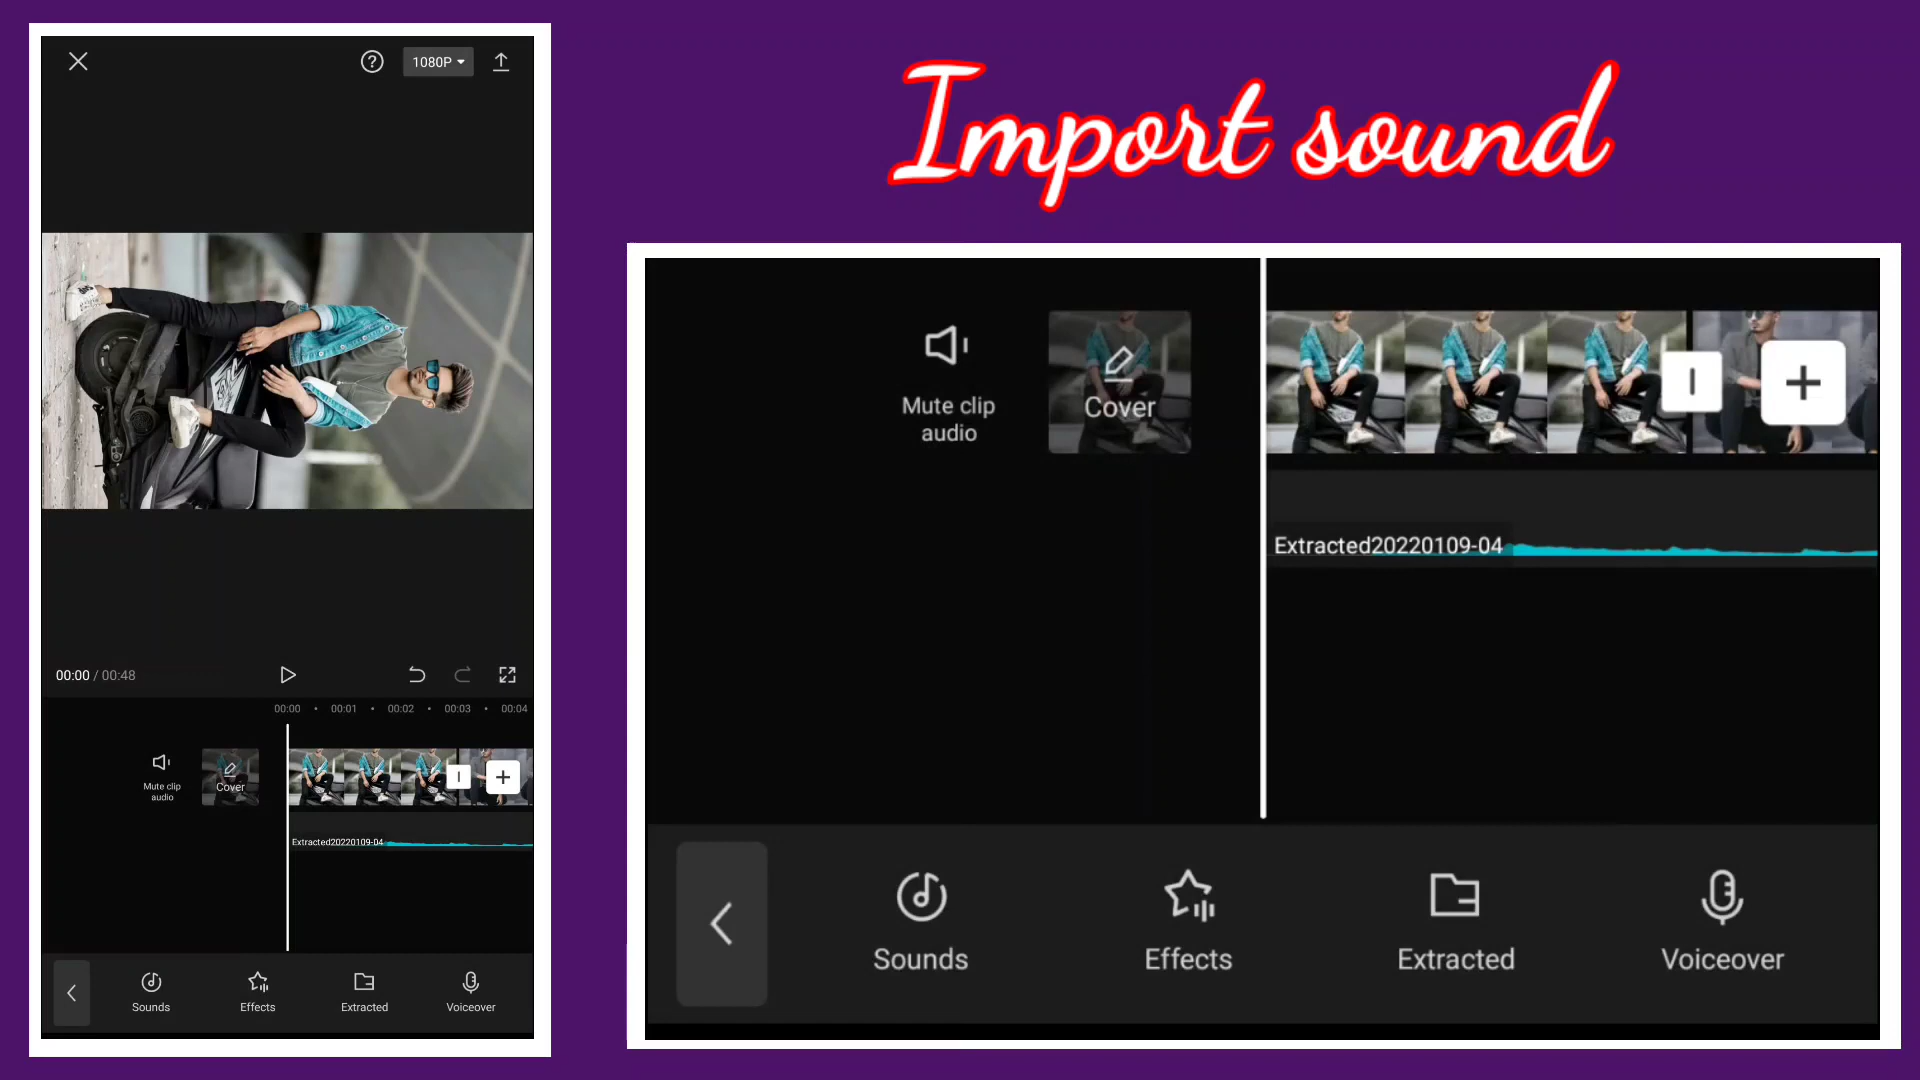 1080P
Import sound
00:00 / 00:48
00:00 00:01 00:02 00:03 00:04
Mute clip
audio
Cover
Extracted20220109-04
Sounds Effects Extracted Voiceover
Mute clip
audio
Cover
Extracted20220109-04
Sounds Effects Extracted Voiceover